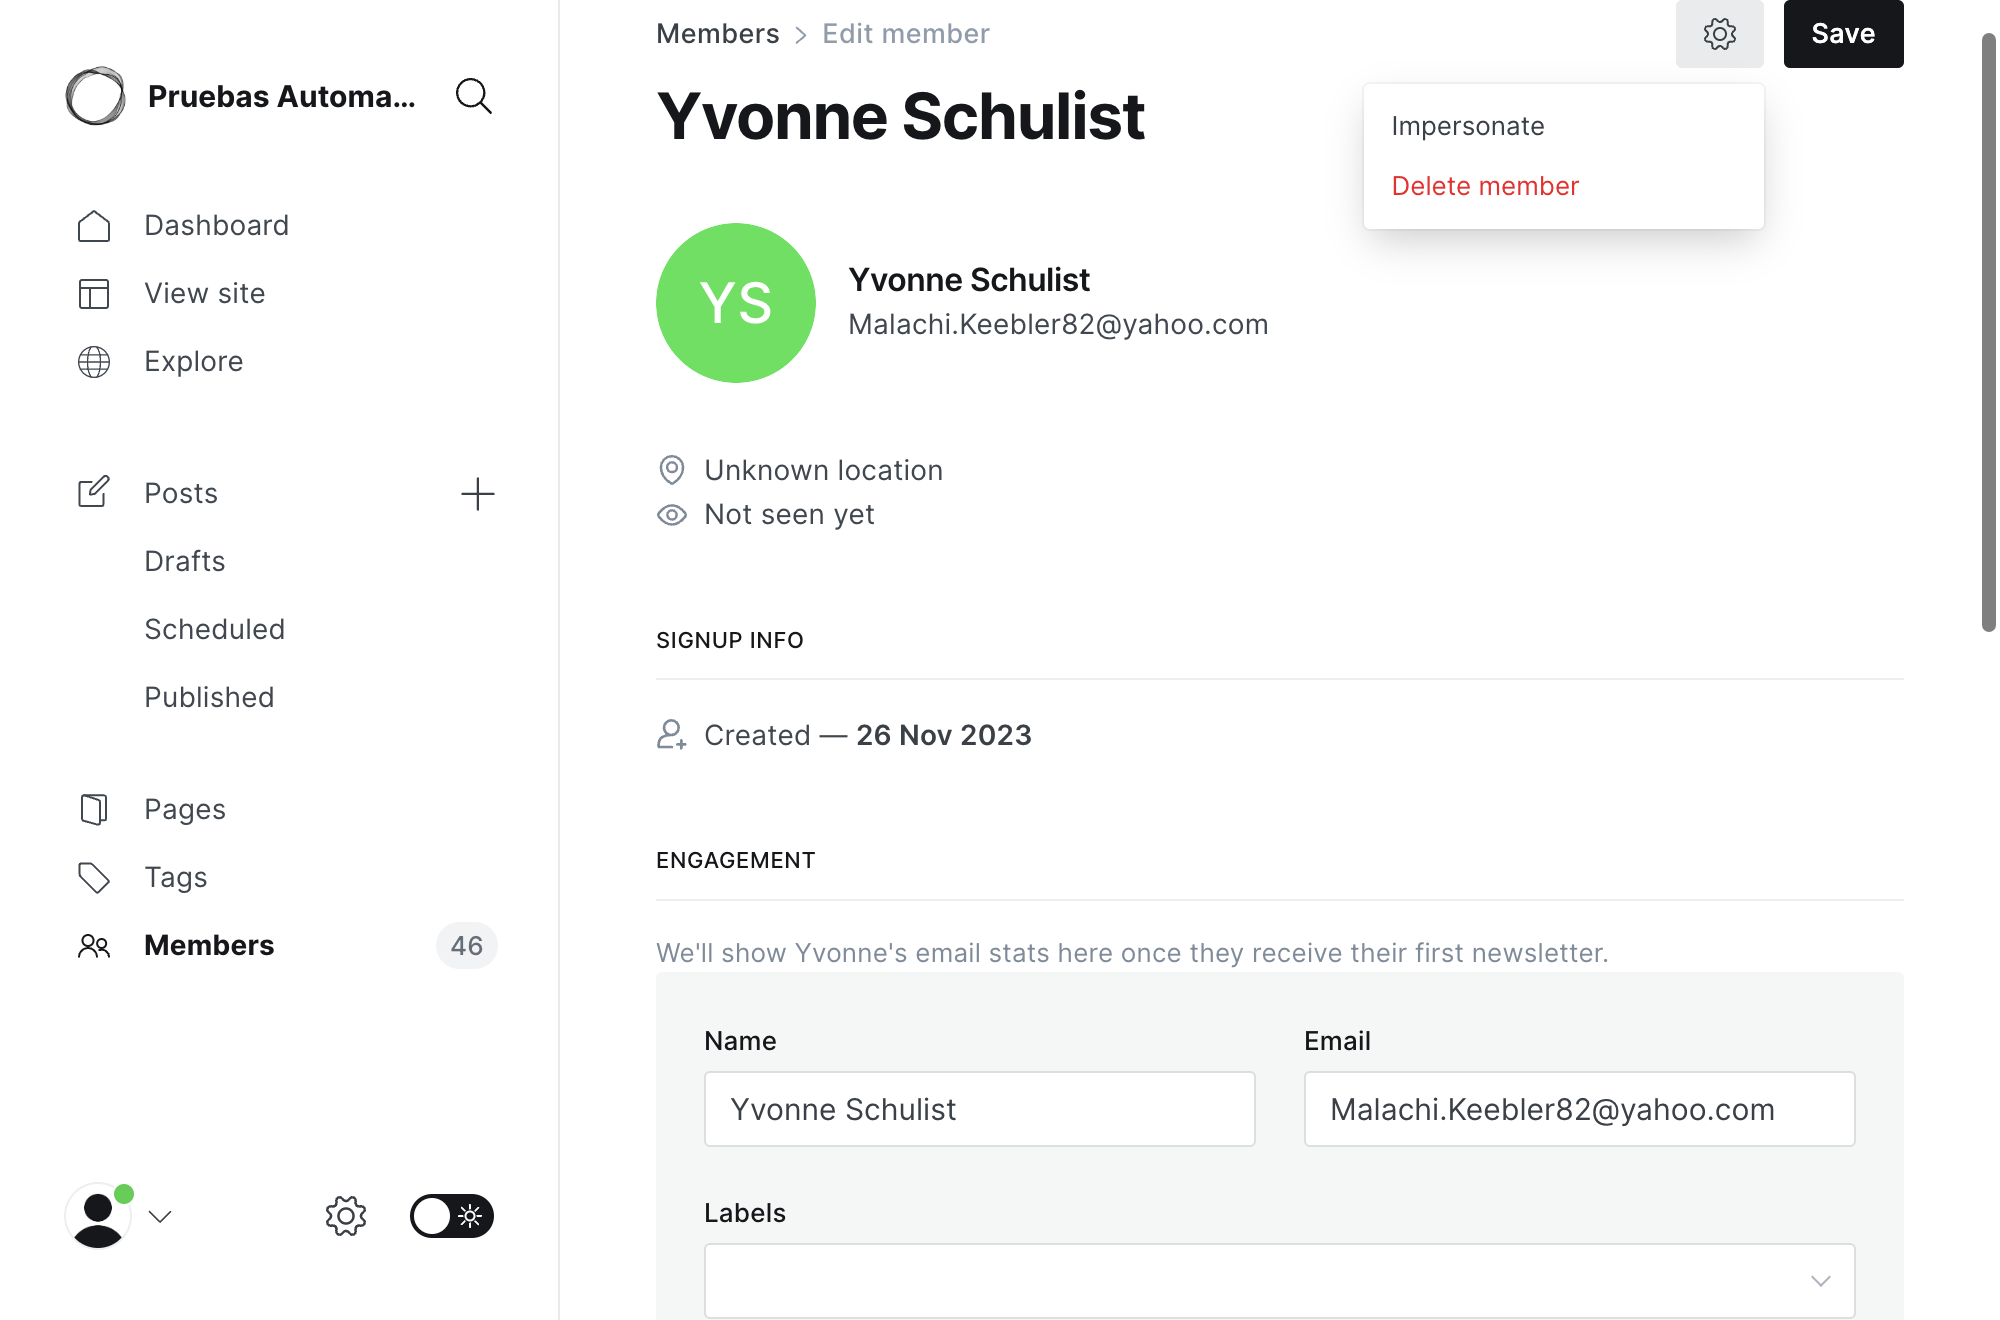 Pruebas Automa...
Dashboard
View site
Explore
Posts
Drafts
Scheduled
Published
Pages
Tags
Members
46
Members > Edit member
Save
Yvonne Schulist
Impersonate
Delete member
YS
Yvonne Schulist
Malachi.Keebler82@yahoo.com
Unknown location
Not seen yet
SIGNUP INFO
Created — 26 Nov 2023
ENGAGEMENT
We'll show Yvonne's email stats here once they receive their first newsletter.
Name
Email
Yvonne Schulist
Malachi.Keebler82@yahoo.com
Labels